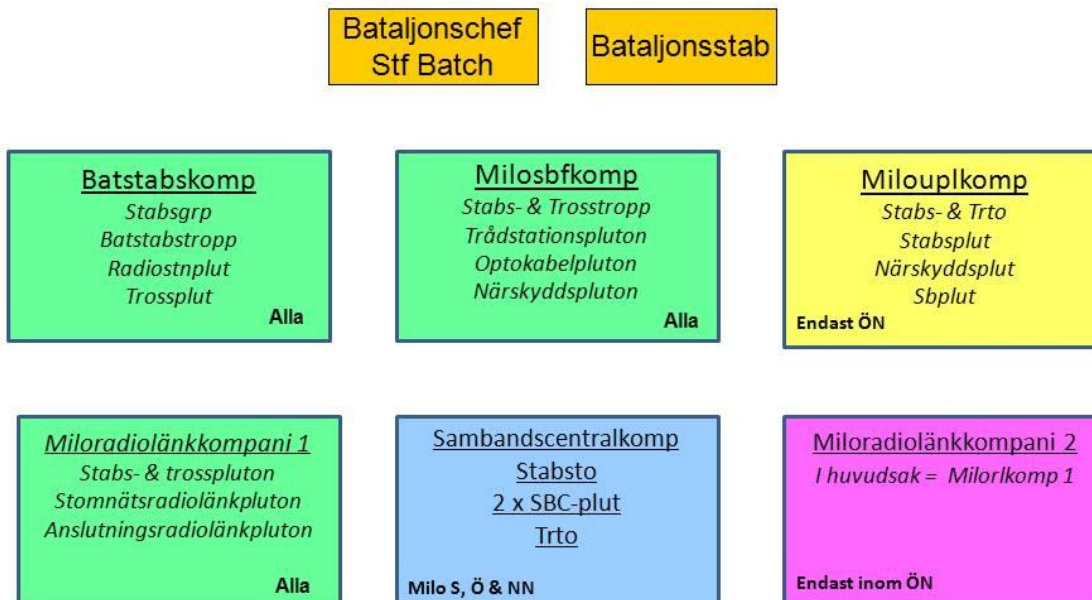 Bataljonschef
Stf Batch
Bataljonsstab
Batstabskomp
Stabsgrp
Batstabstropp
Radiostnplut
Trossplut
Alla
Milosbfkomp
Stabs- & Trosstropp
Trådstationspluton
Optokabelpluton
Närskyddspluton
Alla
Milouplkomp
Stabs- & Trto
Stabsplut
Närskyddsplut
Sbplut
Endast ÖN
Miloradiolänkkompani 1
Stabs- & trosspluton
Stomnätsradiolänkpluton
Anslutningsradiolänkpluton
Alla
Sambandscentralkomp
Stabsto
2 x SBC-plut
Trto
Milo S, Ö & NN
Miloradiolänkkompani 2
I huvudsak = Milorlkomp 1
Endast inom ÖN